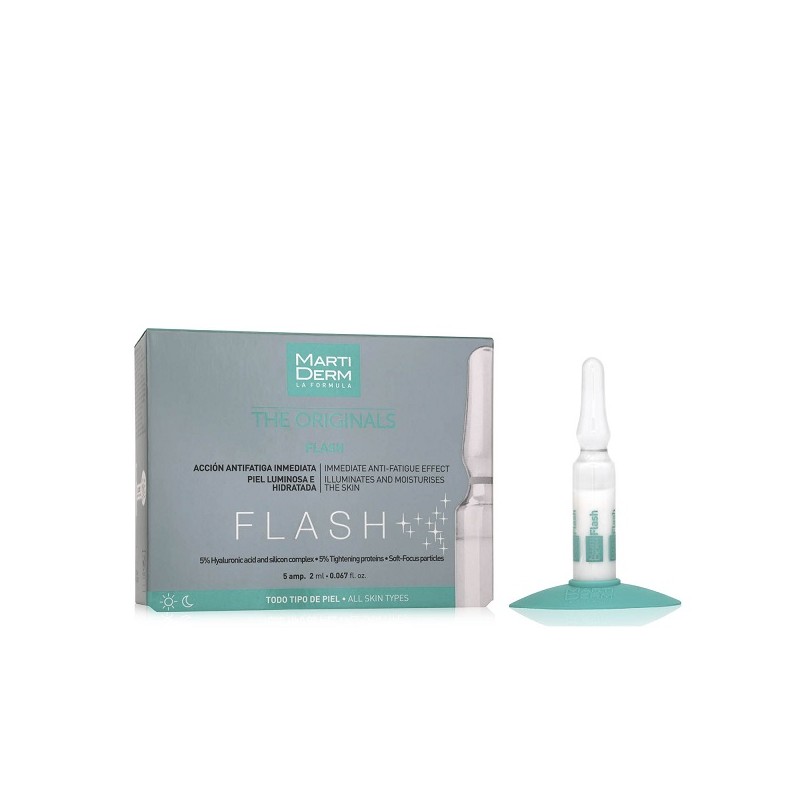 MARTI
DERM
LA FORMULA
THE ORIGINALS
FLASH
ACCIÓN ANTIFATIGA INMEDIATA | IMMEDIATE ANTI-FATIGUE EFFECT
PIEL LUMINOSA E | ILLUMINATES AND MOISTURISES
HIDRATADA | THE SKIN
FLASH
5% Hyaluronic acid and silicon complex • 5% Tightening proteins • Soft-Focus particles
5 amp. 2 ml • 0.067 fl. oz.
TODO TIPO DE PIEL • ALL SKIN TYPES
Flash